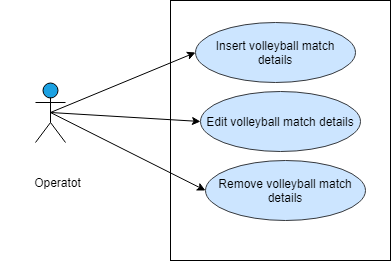 Insert volleyball match
details
Edit volleyball match details
Remove volleyball match
details
Operatot